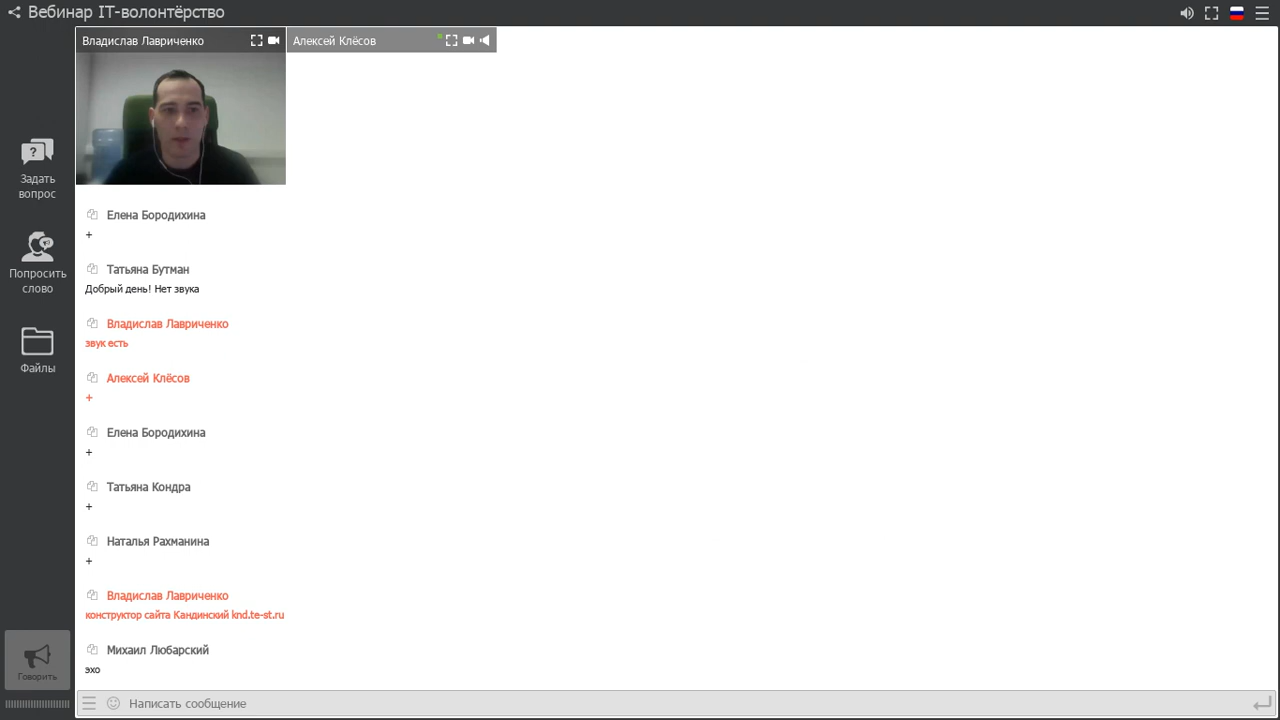 Вебинар IT-волонтёрство
Владислав Лавриченко
Алексей Клёсов
Задать
вопрос
Попросить
слово
Файлы
Говорить
Елена Бородихина
+
Татьяна Бутман
Добрый день! Нет звука
Владислав Лавриченко
звук есть
Алексей Клёсов
+
Елена Бородихина
+
Татьяна Кондра
+
Наталья Рахманина
+
Владислав Лавриченко
конструктор сайта Кандинский knd.te-st.ru
Михаил Любарский
эхо
Написать сообщение